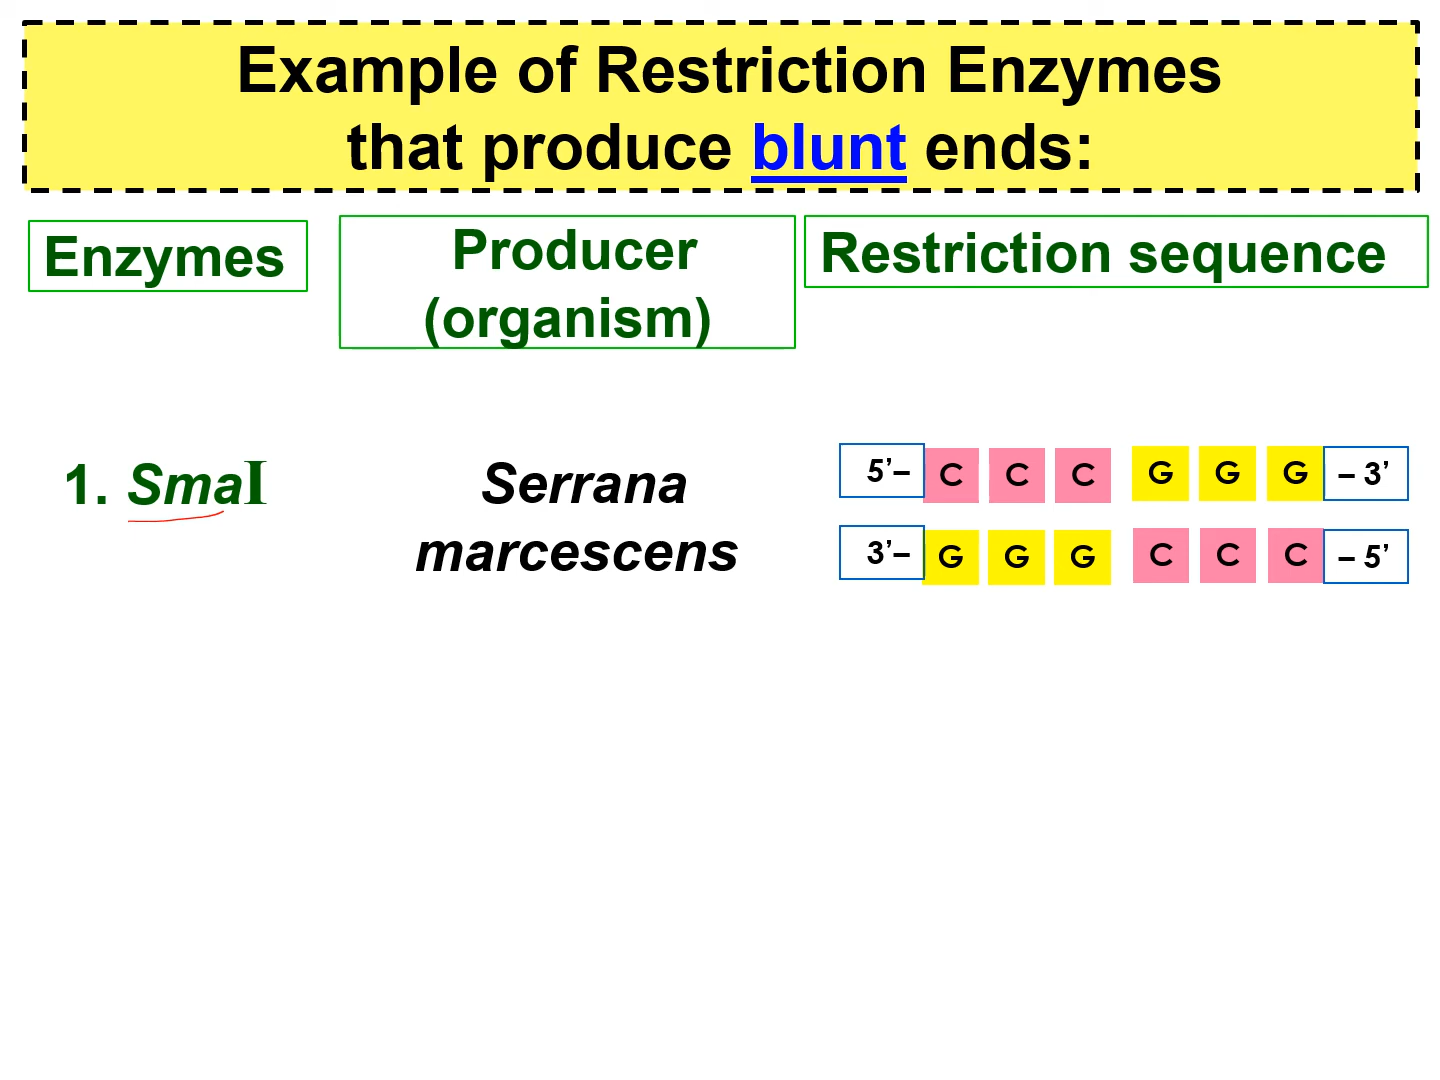 Example of Restriction Enzymes
that produce blunt ends:
Enzymes
Producer
(organism)
Restriction sequence
1. SmaI
Serrana
marcescens
5’– C C C G G G – 3’
3’– G G G C C C – 5’